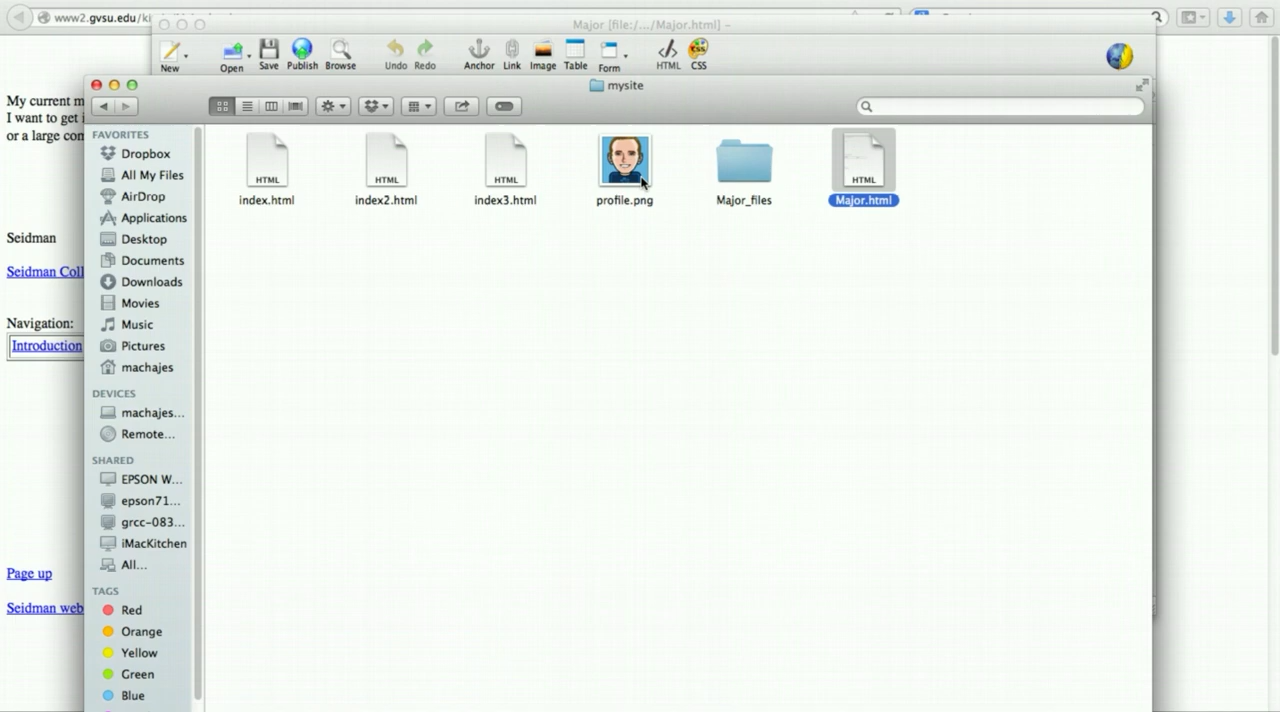 www2.gvsu.edu/ki
Major [file:/.../Major.html] –
New
Open
Save
Publish
Browse
Undo
Redo
Anchor
Link
Image
Table
Form
HTML
CSS
mysite
My current m
I want to get i
or a large com
Seidman
Seidman Coll
Navigation:
Introduction
Page up
Seidman web
FAVORITES
Dropbox
All My Files
AirDrop
Applications
Desktop
Documents
Downloads
Movies
Music
Pictures
machajes
DEVICES
machajes...
Remote...
SHARED
EPSON W...
epson71...
grcc-083...
iMacKitchen
All...
TAGS
Red
Orange
Yellow
Green
Blue
HTML
index.html
HTML
index2.html
HTML
index3.html
profile.png
Major_files
HTML
Major.html